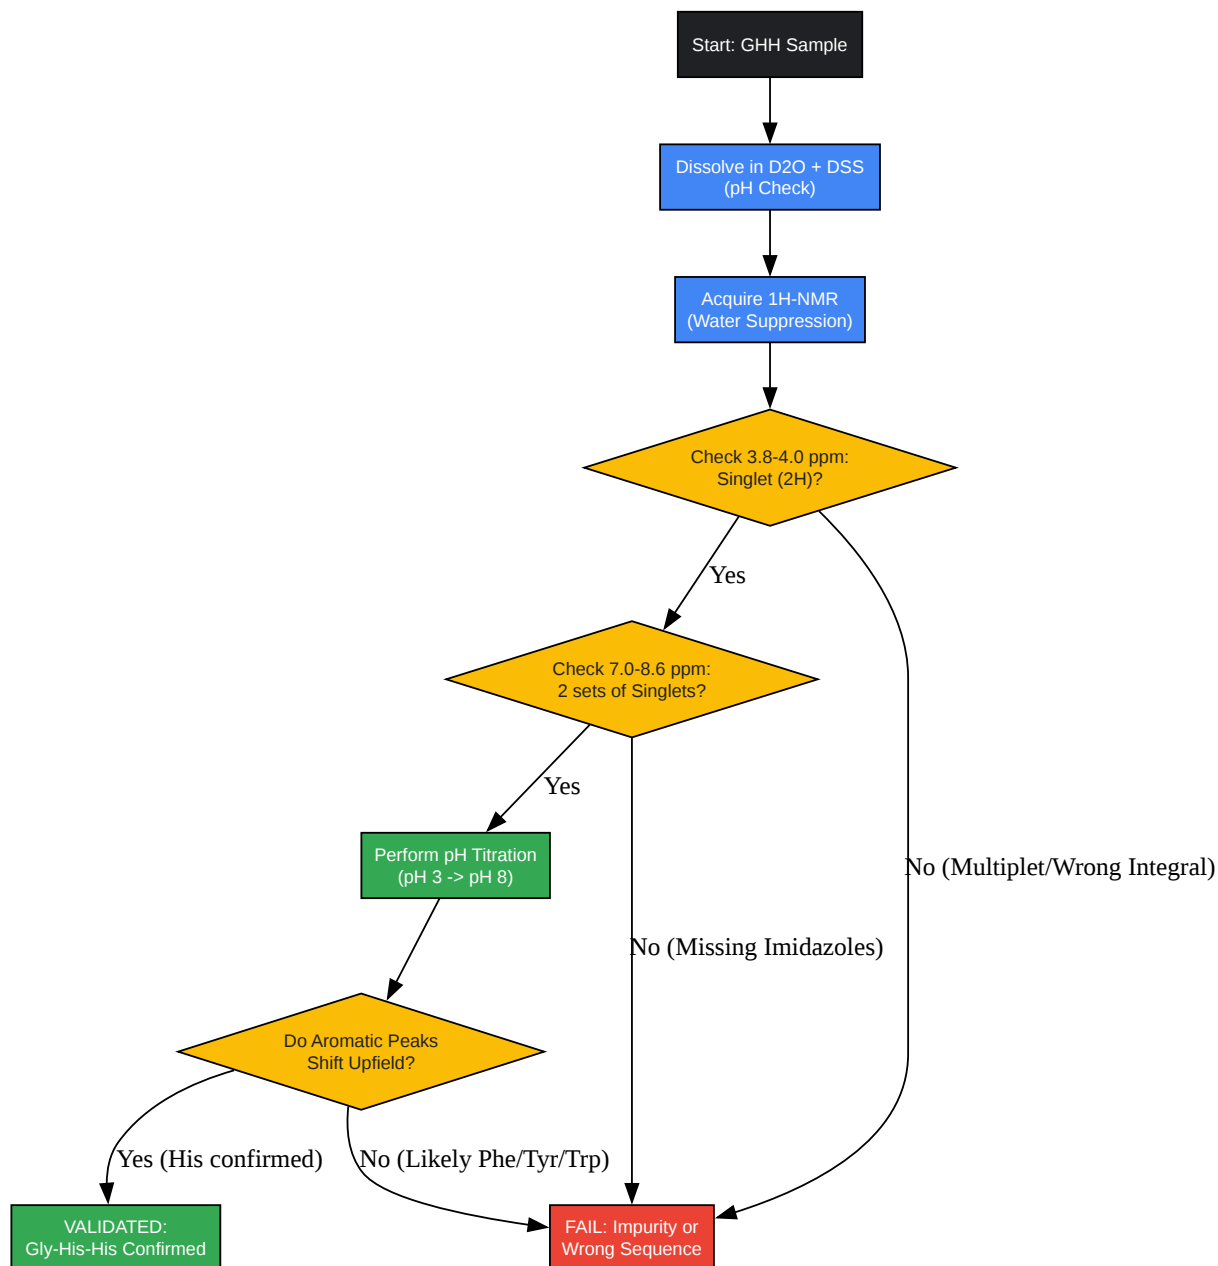 Start: GHH Sample
Dissolve in D2O + DSS
(pH Check)
Acquire 1H-NMR
(Water Suppression)
Check 3.8-4.0 ppm:
Singlet (2H)?
Yes
Check 7.0-8.6 ppm:
2 sets of Singlets?
Yes
Perform pH Titration
(pH 3 -> pH 8)
No (Multiplet/Wrong Integral)
No (Missing Imidazoles)
Do Aromatic Peaks
Shift Upfield?
Yes (His confirmed)
No (Likely Phe/Tyr/Trp)
VALIDATED:
Gly-His-His Confirmed
FAIL: Impurity or
Wrong Sequence